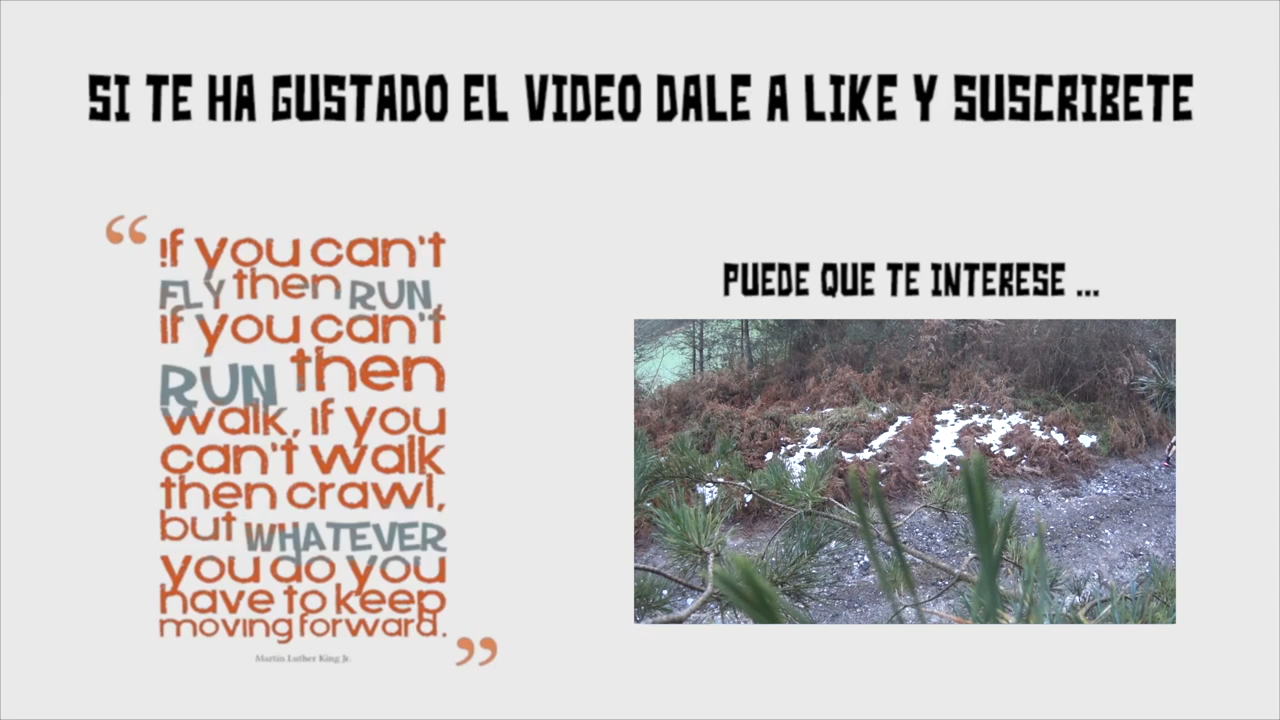 SI TE HA GUSTADO EL VIDEO DALE A LIKE Y SUSCRIBETE
“
if you can't
FLY then RUN,
if you can't
RUN then
walk, if you
can't walk
then crawl,
but WHATEVER
you do you
have to keep
moving forward.
”
Martin Luther King Jr.
PUEDE QUE TE INTERESE ...